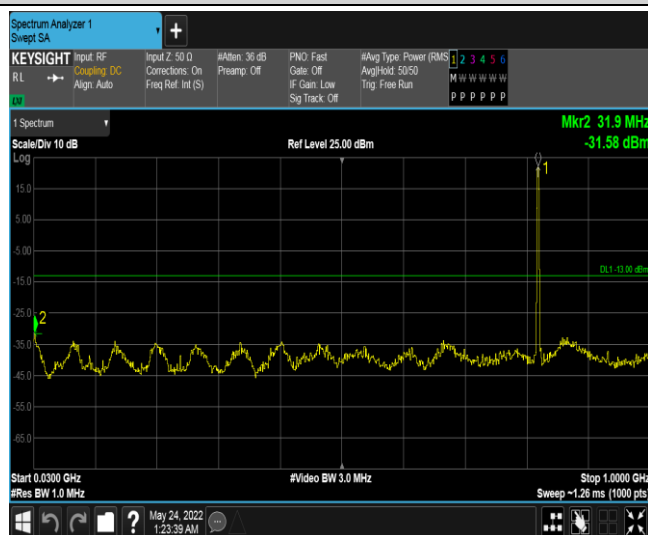 Spectrum Analyzer 1
Swept SA
+
KEYSIGHT
RL
LXI
Input: RF
Coupling: DC
Align: Auto
Input Z: 50 Ω
Corrections: On
Freq Ref: Int (S)
#Atten: 36 dB
Preamp: Off
PNO: Fast
Gate: Off
IF Gain: Low
Sig Track: Off
#Avg Type: Power (RMS
Avg|Hold: 50/50
Trig: Free Run
1 2 3 4 5 6
M W W W W W
P P P P P P
1 Spectrum
Scale/Div 10 dB
Ref Level 25.00 dBm
Mkr2 31.9 MHz
-31.58 dBm
Log
15.0
5.00
-5.00
-15.0
-25.0
-35.0
-45.0
-55.0
-65.0
1
DL1 -13.00 dBm
2
Start 0.0300 GHz
#Video BW 3.0 MHz
Stop 1.0000 GHz
#Res BW 1.0 MHz
Sweep ~1.26 ms (1000 pts)
?
May 24, 2022
1:23:39 AM